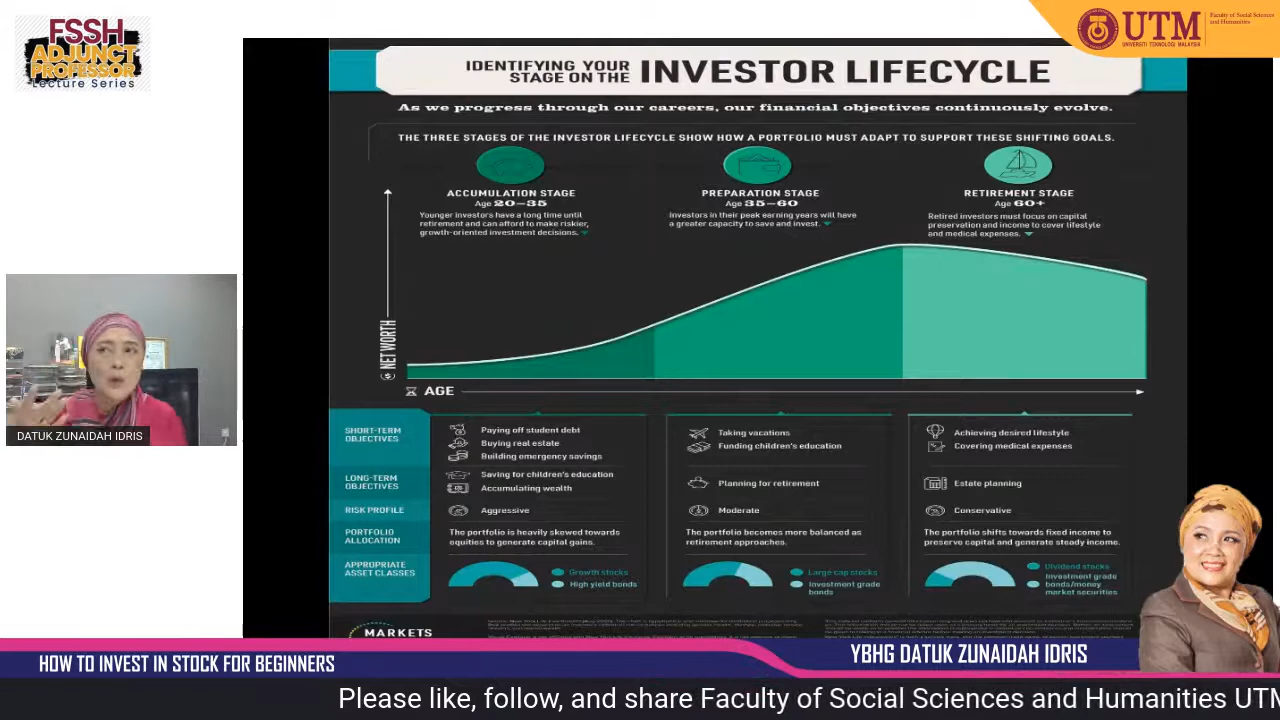 FSSH
ADJUNCT
PROFESSOR
Lecture Series
UTM
UNIVERSITI TEKNOLOGI MALAYSIA
Faculty of Social Sciences
and Humanities
IDENTIFYING YOUR
STAGE ON THE
INVESTOR LIFECYCLE
As we progress through our careers, our financial objectives continuously evolve.
THE THREE STAGES OF THE INVESTOR LIFECYCLE SHOW HOW A PORTFOLIO MUST ADAPT TO SUPPORT THESE SHIFTING GOALS.
ACCUMULATION STAGE
Age 20–35
Younger investors have a long time until
retirement and can afford to make riskier,
growth-oriented investment decisions.
PREPARATION STAGE
Age 35–60
Investors in their peak earning years will have
a greater capacity to save and invest.
RETIREMENT STAGE
Age 60+
Retired investors must focus on capital
preservation and income to cover lifestyle
and medical expenses.
NET WORTH
AGE
SHORT-TERM
OBJECTIVES
Paying off student debt
Buying real estate
Building emergency savings
Taking vacations
Funding children's education
Achieving desired lifestyle
Covering medical expenses
LONG-TERM
OBJECTIVES
Saving for children's education
Accumulating wealth
Planning for retirement
Estate planning
RISK PROFILE
Aggressive
Moderate
Conservative
PORTFOLIO
ALLOCATION
The portfolio is heavily skewed towards
equities to generate capital gains.
The portfolio becomes more balanced as
retirement approaches.
The portfolio shifts towards fixed income to
preserve capital and generate steady income.
APPROPRIATE
ASSET CLASSES
Growth stocks
High yield bonds
Large cap stocks
Investment grade
bonds
Dividend stocks
Investment grade
bonds/money
market securities
MARKETS
DATUK ZUNAIDAH IDRIS
HOW TO INVEST IN STOCK FOR BEGINNERS
YBHG DATUK ZUNAIDAH IDRIS
Please like, follow, and share Faculty of Social Sciences and Humanities UTM